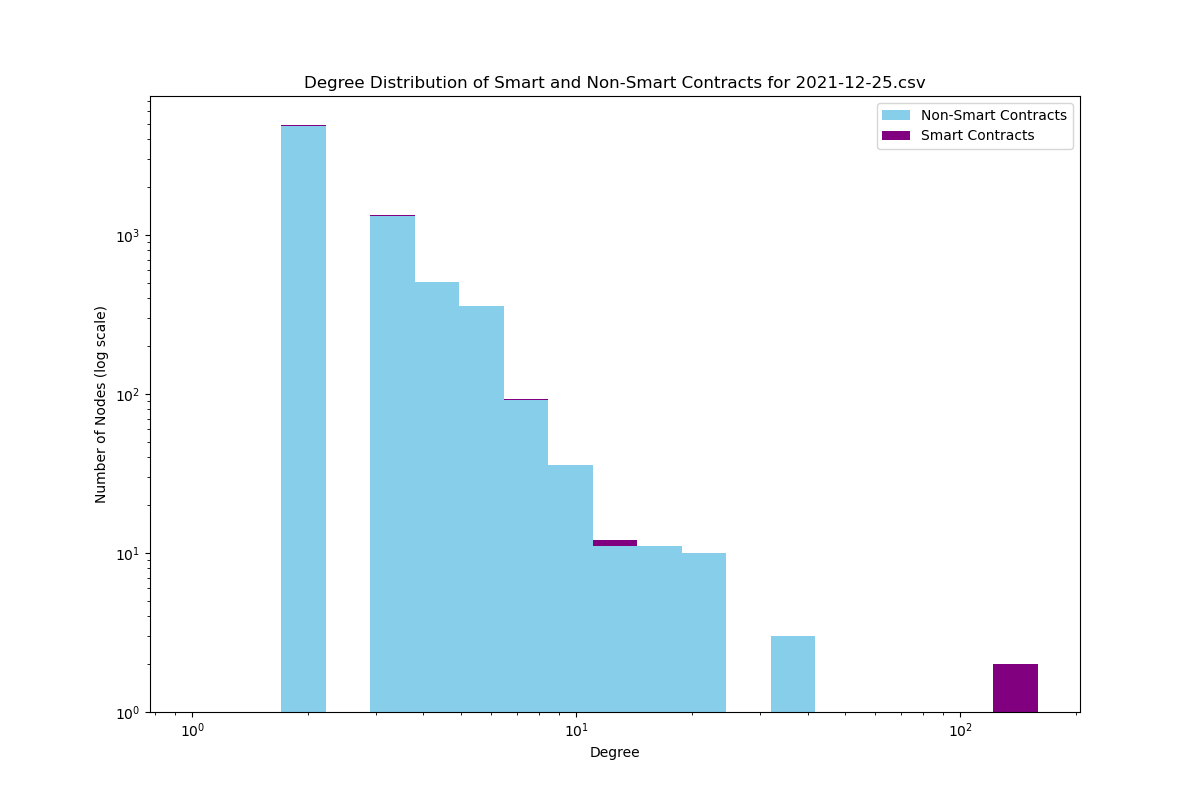 Degree Distribution of Smart and Non-Smart Contracts for 2021-12-25.csv
Non-Smart Contracts
Smart Contracts
Number of Nodes (log scale)
10³
10²
10¹
10⁰
10⁰ 10¹ 10²
Degree